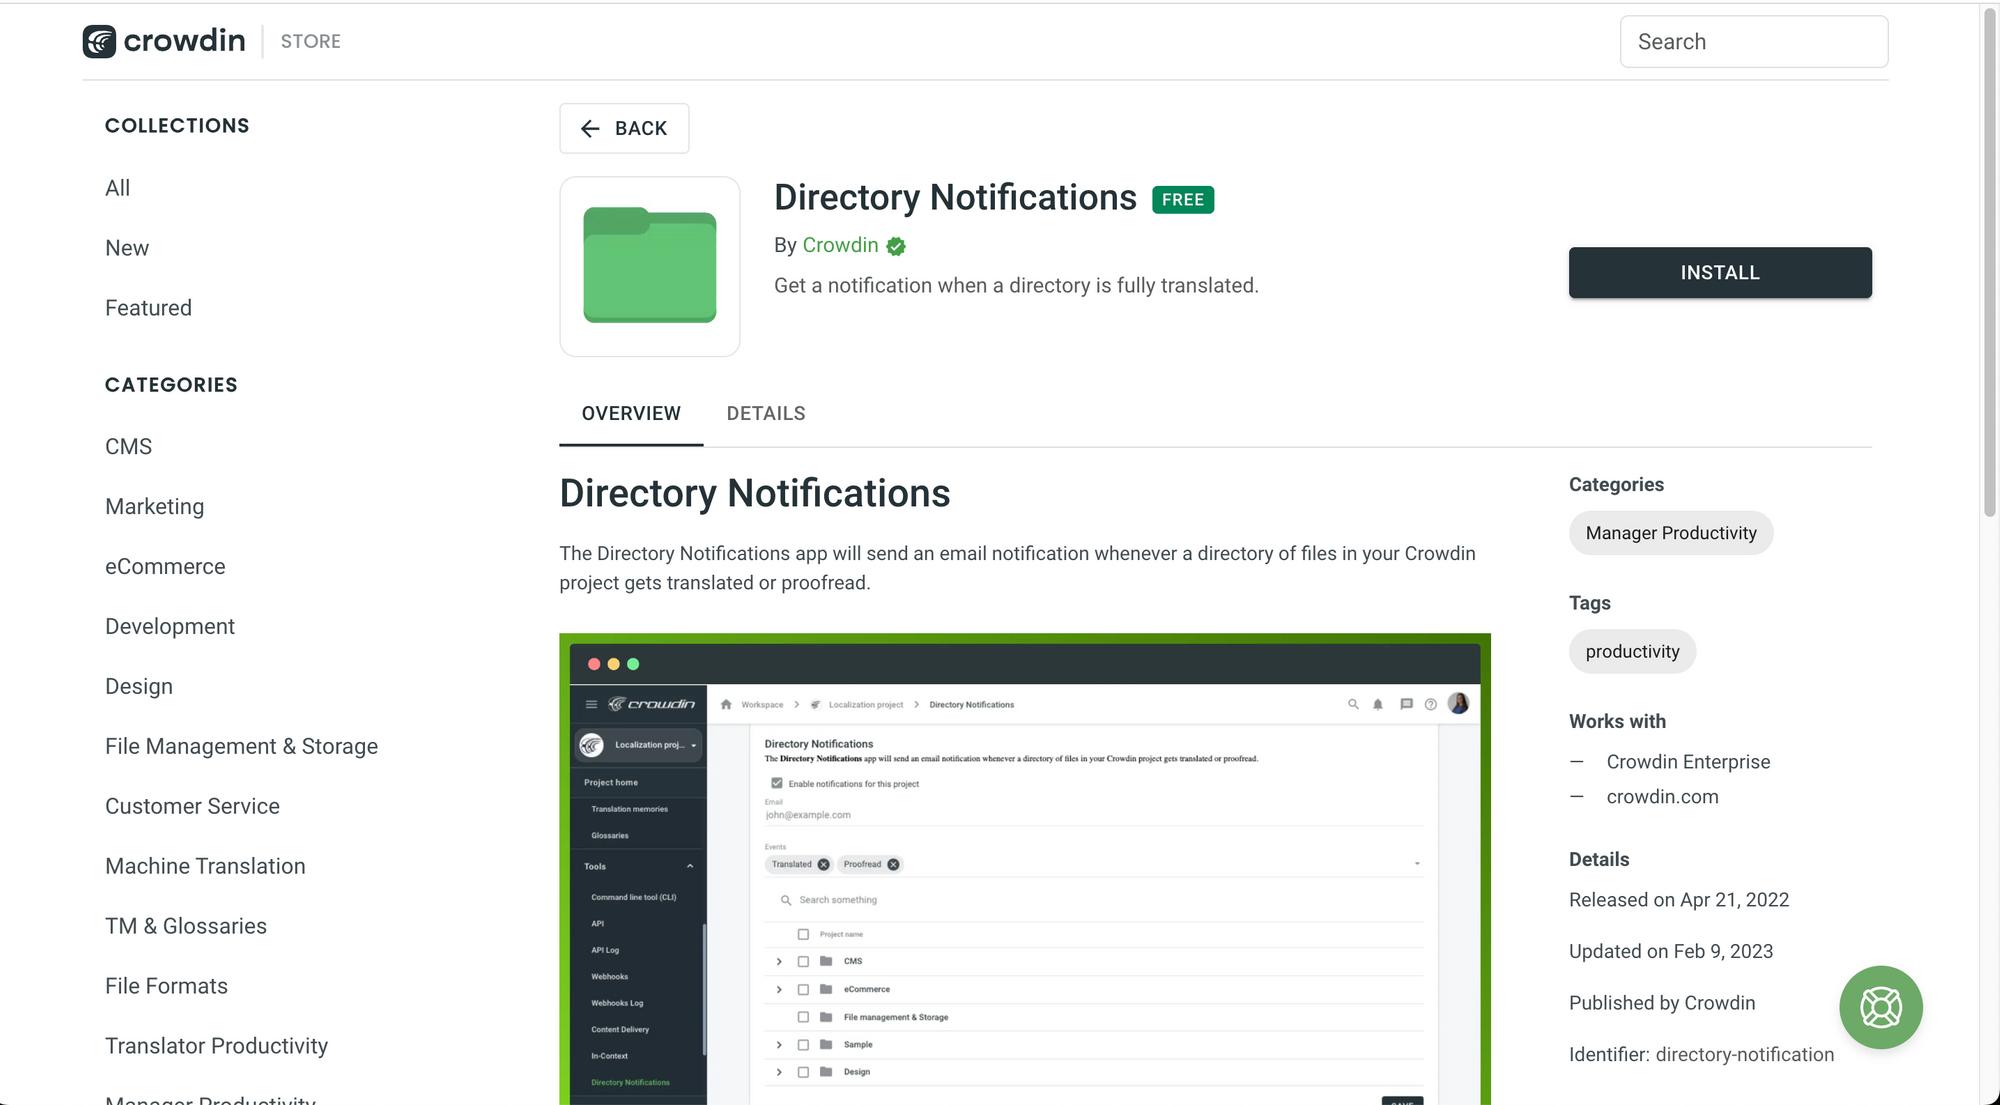 crowdin STORE
Search
COLLECTIONS
All
New
Featured
CATEGORIES
CMS
Marketing
eCommerce
Development
Design
File Management & Storage
Customer Service
Machine Translation
TM & Glossaries
File Formats
Translator Productivity
Manager Productivity
BACK
Directory Notifications FREE
By Crowdin
Get a notification when a directory is fully translated.
INSTALL
OVERVIEW DETAILS
Directory Notifications
The Directory Notifications app will send an email notification whenever a directory of files in your Crowdin
project gets translated or proofread.
crowdin
Workspace > Localization project > Directory Notifications
Localization proj...
Project home
Translation memories
Glossaries
Tools
Command line tool (CLI)
API
API Log
Webhooks
Webhooks Log
Content Delivery
In-Context
Directory Notifications
Directory Notifications
The Directory Notifications app will send an email notification whenever a directory of files in your Crowdin project gets translated or proofread.
Enable notifications for this project
Email
john@example.com
Events
Translated Proofread
Search something
Project name
CMS
eCommerce
File management & Storage
Sample
Design
SAVE
Categories
Manager Productivity
Tags
productivity
Works with
— Crowdin Enterprise
— crowdin.com
Details
Released on Apr 21, 2022
Updated on Feb 9, 2023
Published by Crowdin
Identifier: directory-notification